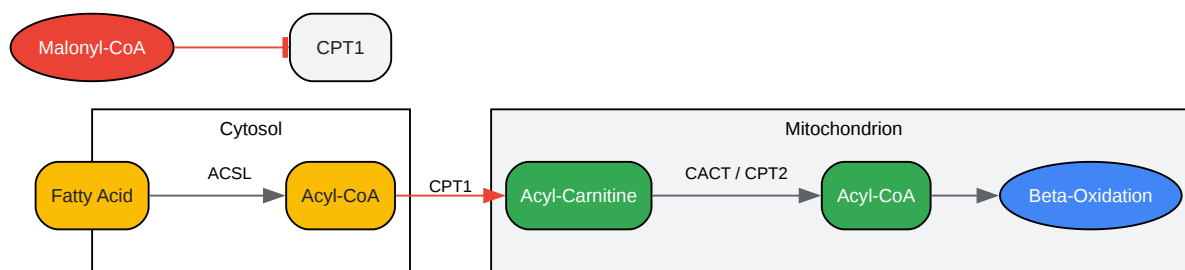 Malonyl-CoA
CPT1
Cytosol
Mitochondrion
Fatty Acid
ACSL
Acyl-CoA
CPT1
Acyl-Carnitine
CACT / CPT2
Acyl-CoA
Beta-Oxidation